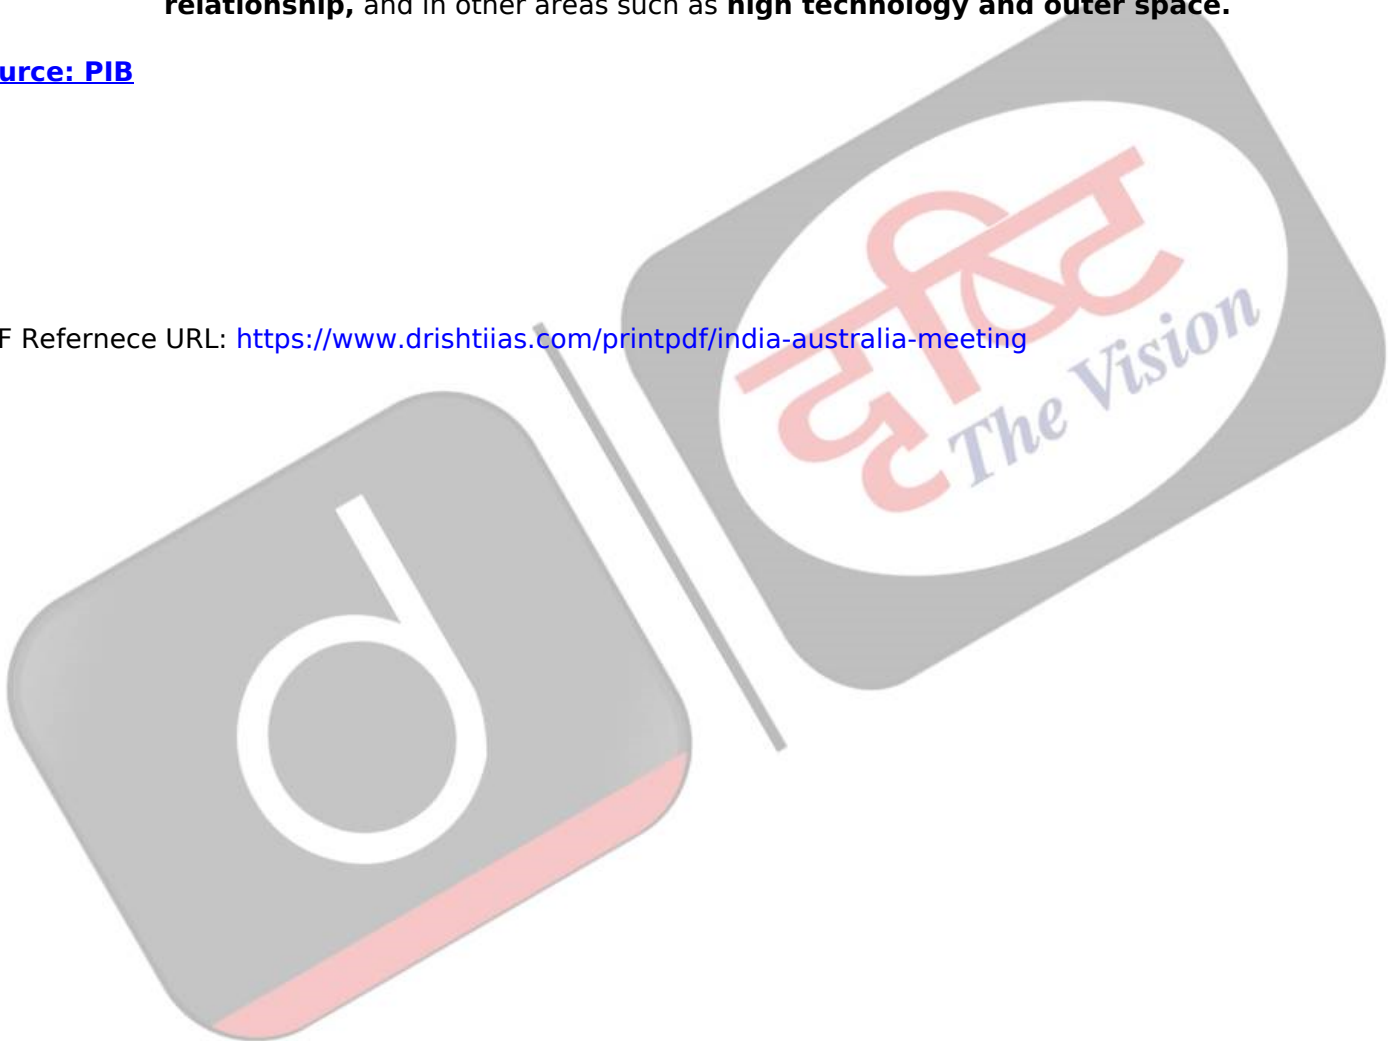 relationship, and in other areas such as high technology and outer space.
urce: PIB
F Refernece URL: https://www.drishtiias.com/printpdf/india-australia-meeting
दृष्टि
The Vision
d